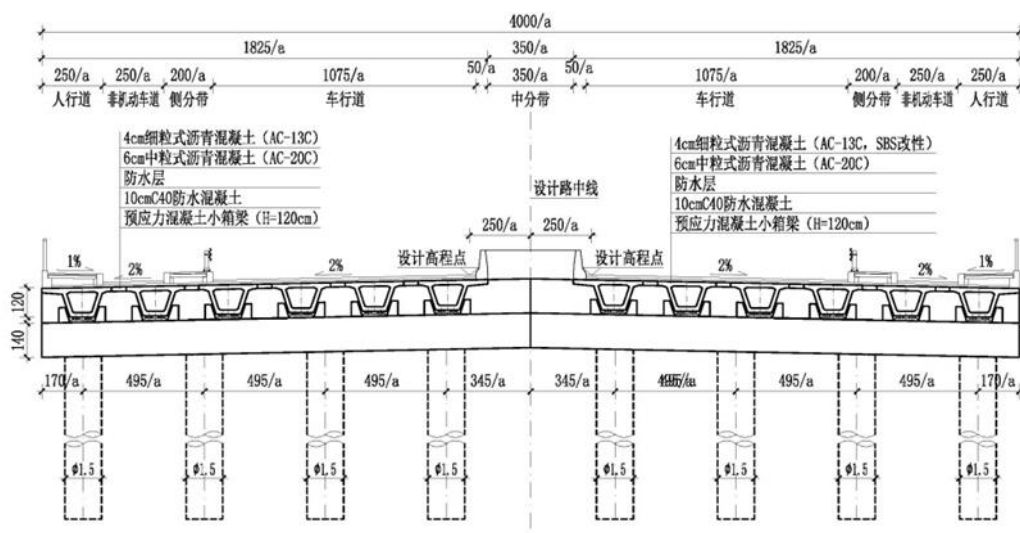 4000/a
1825/a 350/a 1825/a
250/a 250/a 200/a 1075/a 50/a 350/a 50/a 1075/a 200/a 250/a 250/a
人行道 非机动车道 侧分带 车行道 中分带 车行道 侧分带 非机动车道 人行道
4cm细粒式沥青混凝土（AC-13C）
6cm中粒式沥青混凝土（AC-20C）
防水层
10cmC40防水混凝土
预应力混凝土小箱梁（H=120cm）
4cm细粒式沥青混凝土（AC-13C，SBS改性）
6cm中粒式沥青混凝土（AC-20C）
防水层
10cmC40防水混凝土
预应力混凝土小箱梁（H=120cm）
设计路中线
250/a 250/a
设计高程点 设计高程点
1% 2% 2% 2% 2% 1%
120
140
170/a 495/a 495/a 495/a 345/a 345/a 495/a 495/a 495/a 170/a
φ1.5 φ1.5 φ1.5 φ1.5 φ1.5 φ1.5 φ1.5 φ1.5